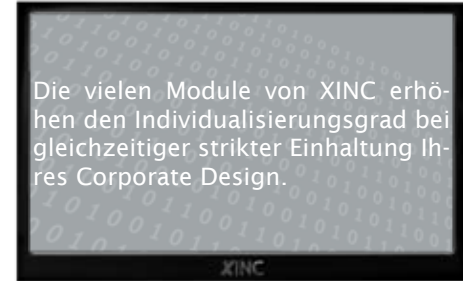 Die vielen Module von XINC erhö-
hen den Individualisierungsgrad bei
gleichzeitiger strikter Einhaltung Ih-
res Corporate Design.
XINC